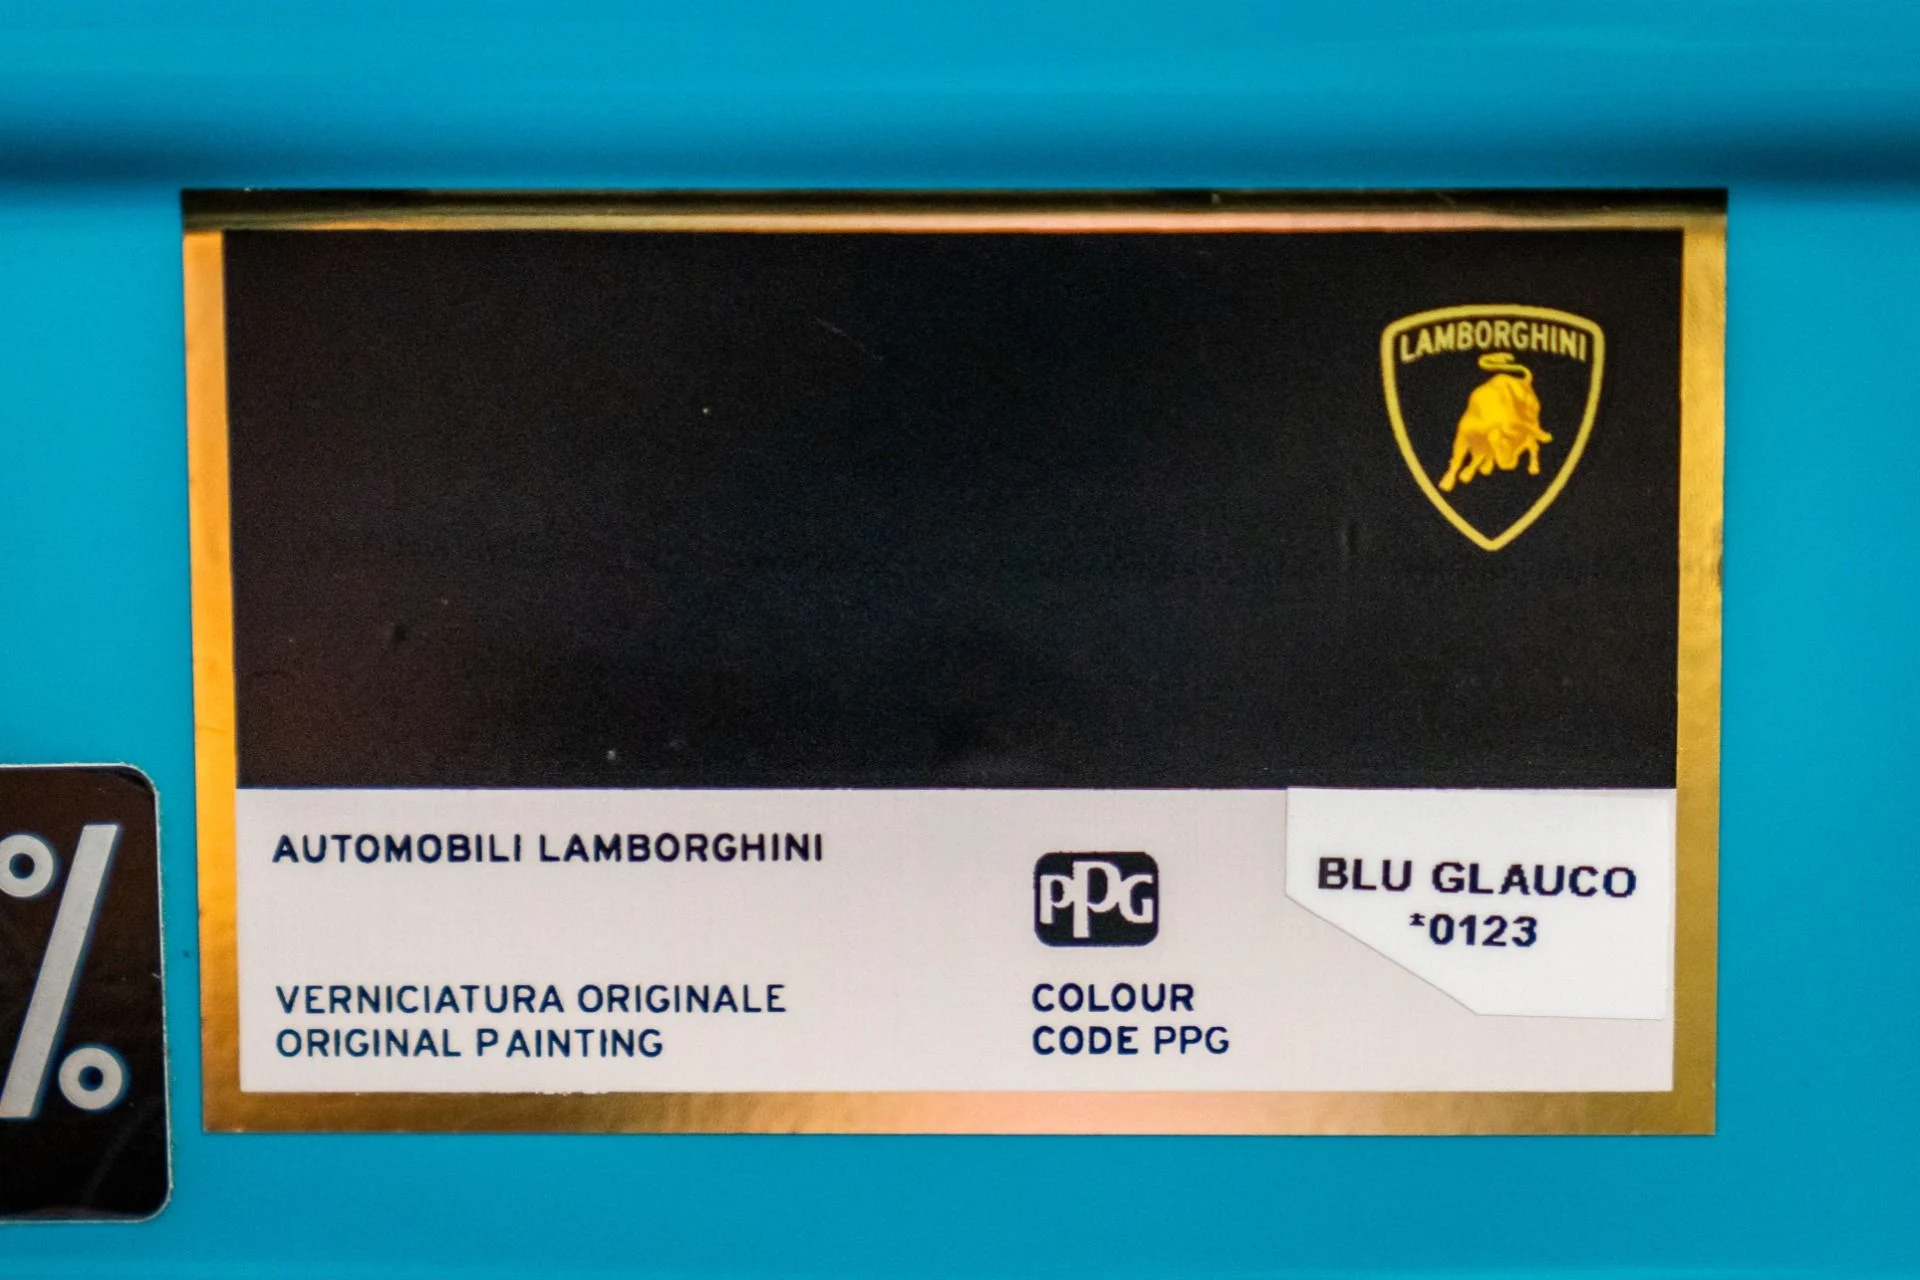 LAMBORGHINI
AUTOMOBILI LAMBORGHINI
PPG
BLU GLAUCO
*0123
VERNICIATURA ORIGINALE
ORIGINAL PAINTING
COLOUR
CODE PPG
%